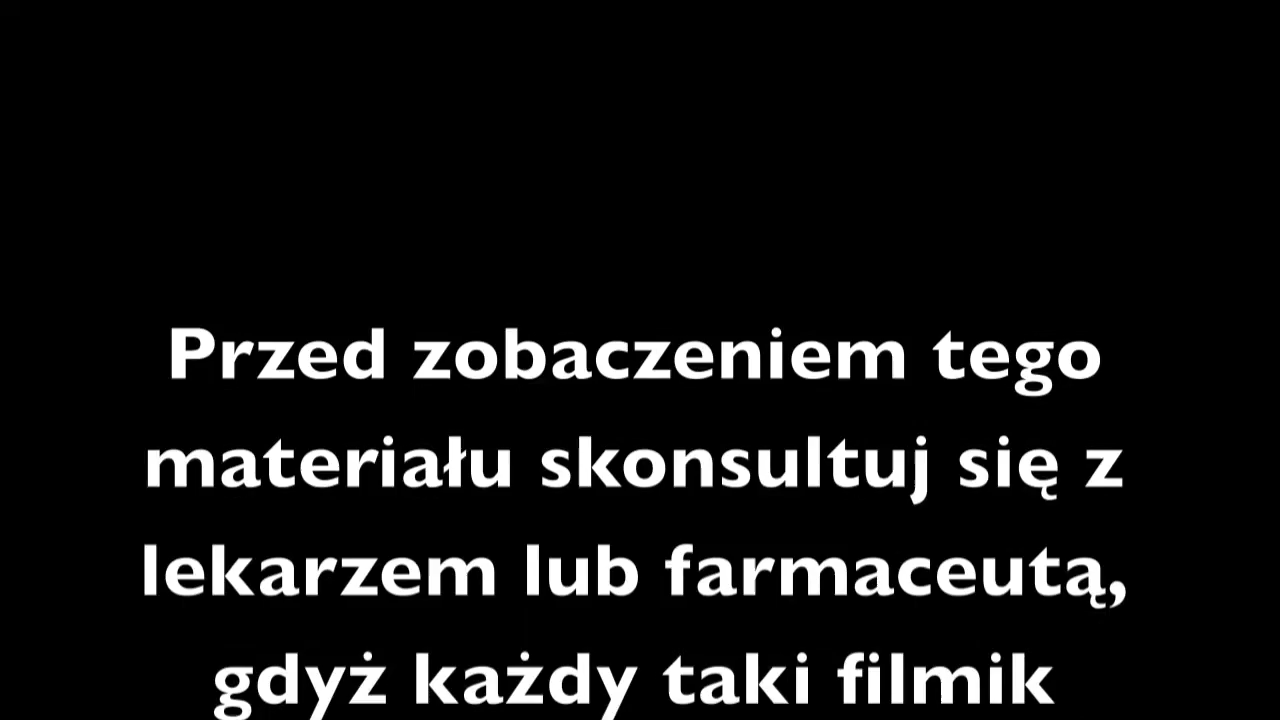 Przed zobaczeniem tego
materiału skonsultuj się z
lekarzem lub farmaceutą,
gdyż każdy taki filmik